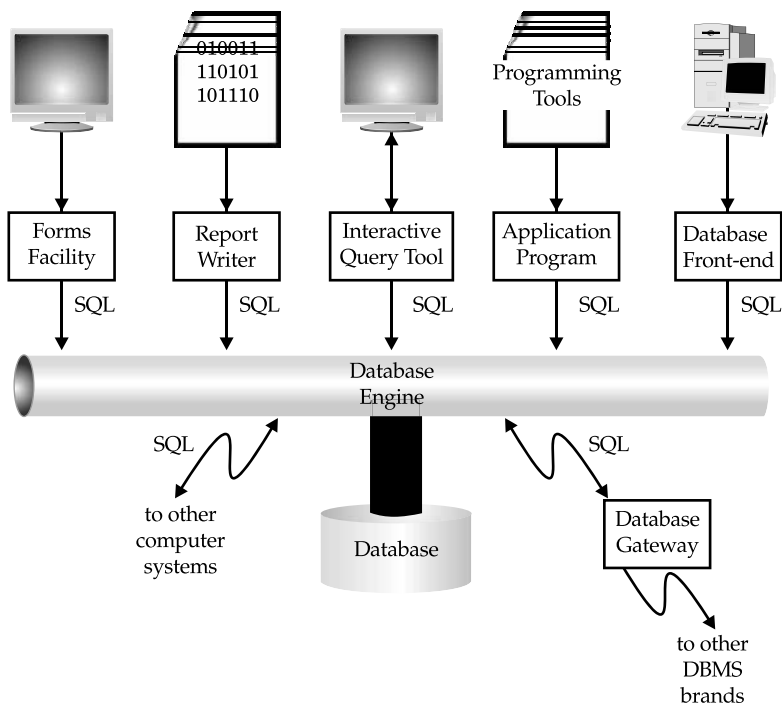 010011
110101
101110
Programming
Tools
Forms
Facility
Report
Writer
Interactive
Query Tool
Application
Program
Database
Front-end
SQL
SQL
SQL
SQL
SQL
Database
Engine
SQL
SQL
to other
computer
systems
Database
Database
Gateway
to other
DBMS
brands